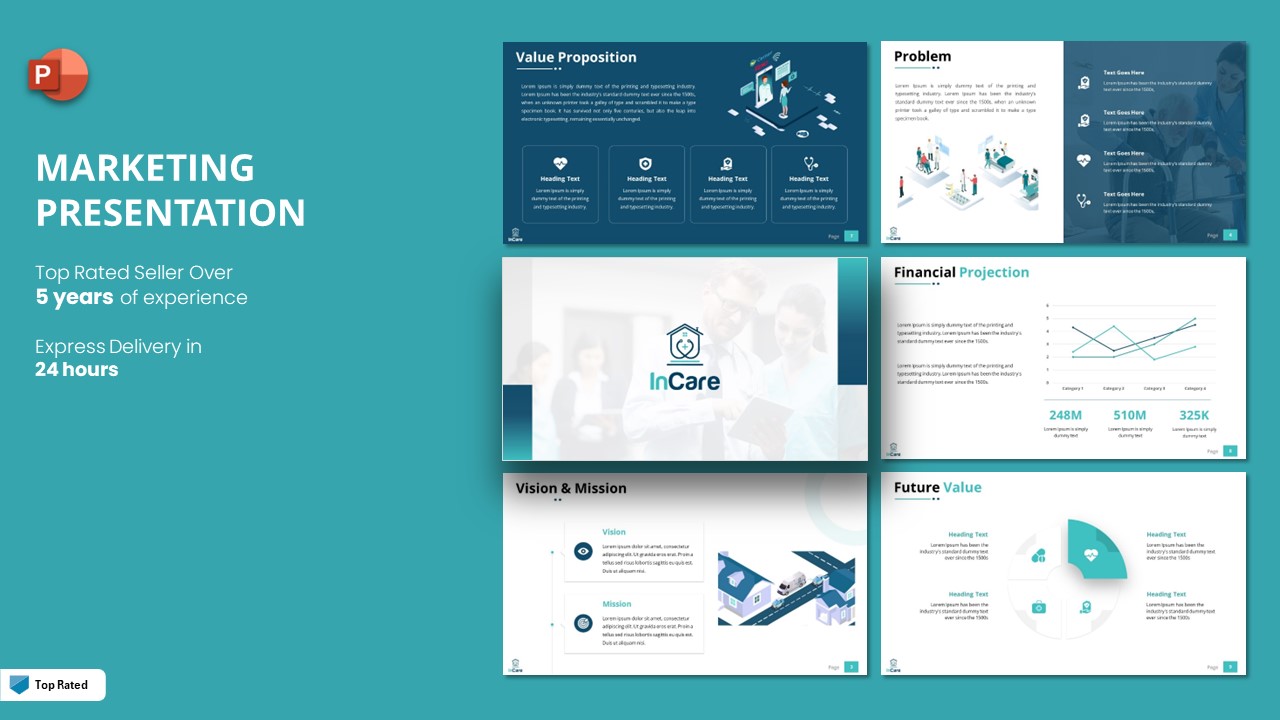 P
MARKETING
PRESENTATION
Top Rated Seller Over
5 years of experience
Express Delivery in
24 hours
Top Rated
Value Proposition
Lorem Ipsum is simply dummy text of the printing and typesetting industry.
Lorem Ipsum has been the industry's standard dummy text ever since the 1500s,
when an unknown printer took a galley of type and scrambled it to make a type
specimen book. It has survived not only five centuries, but also the leap into
electronic typesetting, remaining essentially unchanged.
Heading Text
Lorem Ipsum is simply
dummy text of the printing
and typesetting industry.
Heading Text
Lorem Ipsum is simply
dummy text of the printing
and typesetting industry.
Heading Text
Lorem Ipsum is simply
dummy text of the printing
and typesetting industry.
Heading Text
Lorem Ipsum is simply
dummy text of the printing
and typesetting industry.
InCare
Page
Problem
Lorem Ipsum is simply dummy text of the printing and
typesetting industry. Lorem Ipsum has been the industry's
standard dummy text ever since the 1500s, when an unknown
printer took a galley of type and scrambled it to make a type
specimen book.
Text Goes Here
Lorem Ipsum has been the industry's standard dummy
text ever since the 1500s,
Text Goes Here
Lorem Ipsum has been the industry's standard dummy
text ever since the 1500s,
Text Goes Here
Lorem Ipsum has been the industry's standard dummy
text ever since the 1500s,
Text Goes Here
Lorem Ipsum has been the industry's standard dummy
text ever since the 1500s,
InCare
Page
InCare
Financial Projection
Lorem Ipsum is simply dummy text of the printing and
typesetting industry. Lorem Ipsum has been the industry's standard
dummy text ever since the 1500s.
Lorem Ipsum is simply dummy text of the printing and
typesetting industry. Lorem Ipsum has been the industry's standard
dummy text ever since the 1500s.
6
5
4
3
2
1
0
Category 1 Category 2 Category 3 Category 4
248M 510M 325K
Lorem Ipsum is simply
dummy text
Lorem Ipsum is simply
dummy text
Lorem Ipsum is simply
dummy text
InCare
Page
Vision & Mission
Vision
Lorem ipsum dolor sit amet, consectetur
adipiscing elit. Ut gravida eros erat. Proin a
tellus sed risus lobortis sagittis eu quis est.
Duis ut aliquam nisi.
Mission
Lorem ipsum dolor sit amet, consectetur
adipiscing elit. Ut gravida eros erat. Proin a
tellus sed risus lobortis sagittis eu quis est.
Duis ut aliquam nisi.
InCare
Page
Future Value
Heading Text
Lorem Ipsum has been the
industry's standard dummy text
ever since the 1500s
Heading Text
Lorem Ipsum has been the
industry's standard dummy text
ever since the 1500s
Heading Text
Lorem Ipsum has been the
industry's standard dummy text
ever since the 1500s
Heading Text
Lorem Ipsum has been the
industry's standard dummy text
ever since the 1500s
InCare
Page